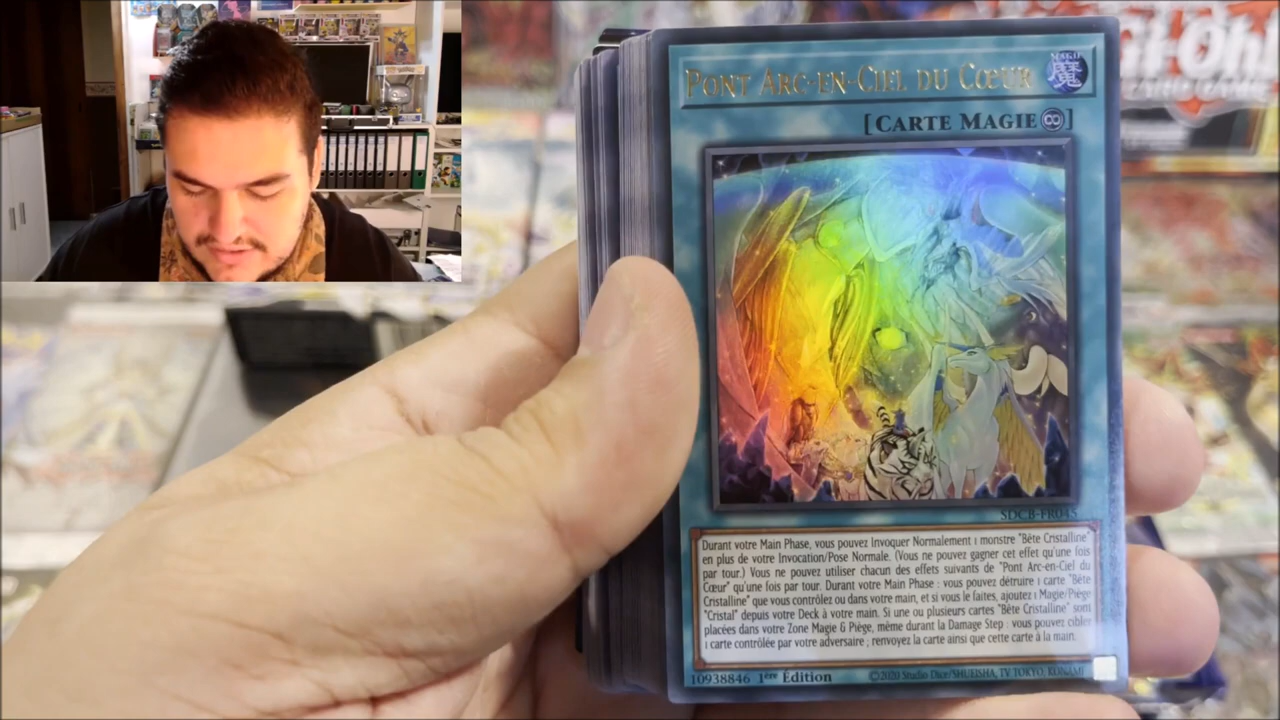 Pont Arc-en-Ciel du Cœur
MAGIE
魔
[Carte Magie]
SDCB-FR045
Durant votre Main Phase, vous pouvez Invoquer Normalement 1 monstre "Bête Cristalline"
en plus de votre Invocation/Pose Normale. (Vous ne pouvez gagner cet effet qu'une fois
par tour.) Vous ne pouvez utiliser chacun des effets suivants de "Pont Arc-en-Ciel du
Cœur" qu'une fois par tour. Durant votre Main Phase : vous pouvez détruire 1 carte "Bête
Cristalline" que vous contrôlez ou dans votre main, et si vous le faites, ajoutez 1 Magie/Piège
"Cristal" depuis votre Deck à votre main. Si une ou plusieurs cartes "Bête Cristalline" sont
placées dans votre Zone Magie & Piège, même durant la Damage Step : vous pouvez cibler
1 carte contrôlée par votre adversaire ; renvoyez la carte ainsi que cette carte à la main.
10938846 1ère Édition
©2020 Studio Dice/SHUEISHA, TV TOKYO, KONAMI